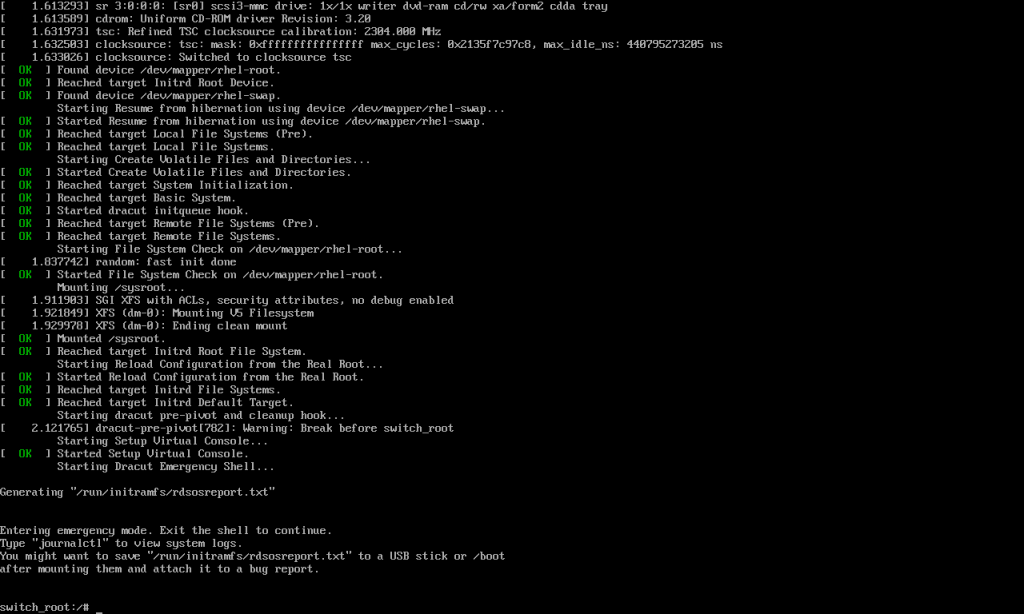 [    1.613293] sr 3:0:0:0: [sr0] scsi3-mmc drive: 1x/1x writer dvd-ram cd/rw xa/form2 cdda tray
[    1.613589] cdrom: Uniform CD-ROM driver Revision: 3.20
[    1.631973] tsc: Refined TSC clocksource calibration: 2304.000 MHz
[    1.632503] clocksource: tsc: mask: 0xffffffffffffffff max_cycles: 0x2135f7c97c8, max_idle_ns: 440795273205 ns
[    1.633026] clocksource: Switched to clocksource tsc
[  OK  ] Found device /dev/mapper/rhel-root.
[  OK  ] Reached target Initrd Root Device.
[  OK  ] Found device /dev/mapper/rhel-swap.
         Starting Resume from hibernation using device /dev/mapper/rhel-swap...
[  OK  ] Started Resume from hibernation using device /dev/mapper/rhel-swap.
[  OK  ] Reached target Local File Systems (Pre).
[  OK  ] Reached target Local File Systems.
         Starting Create Volatile Files and Directories...
[  OK  ] Started Create Volatile Files and Directories.
[  OK  ] Reached target System Initialization.
[  OK  ] Reached target Basic System.
[  OK  ] Started dracut initqueue hook.
[  OK  ] Reached target Remote File Systems (Pre).
[  OK  ] Reached target Remote File Systems.
         Starting File System Check on /dev/mapper/rhel-root...
[    1.837742] random: fast init done
[  OK  ] Started File System Check on /dev/mapper/rhel-root.
         Mounting /sysroot...
[    1.911903] SGI XFS with ACLs, security attributes, no debug enabled
[    1.921849] XFS (dm-0): Mounting V5 Filesystem
[    1.929978] XFS (dm-0): Ending clean mount
[  OK  ] Mounted /sysroot.
[  OK  ] Reached target Initrd Root File System.
         Starting Reload Configuration from the Real Root...
[  OK  ] Started Reload Configuration from the Real Root.
[  OK  ] Reached target Initrd File Systems.
[  OK  ] Reached target Initrd Default Target.
         Starting dracut pre-pivot and cleanup hook...
[    2.121765] dracut-pre-pivot[782]: Warning: Break before switch_root
         Starting Setup Virtual Console...
[  OK  ] Started Setup Virtual Console.
         Starting Dracut Emergency Shell...
Generating "/run/initramfs/rdsosreport.txt"
Entering emergency mode. Exit the shell to continue.
Type "journalctl" to view system logs.
You might want to save "/run/initramfs/rdsosreport.txt" to a USB stick or /boot
after mounting them and attach it to a bug report.
switch_root:/# _